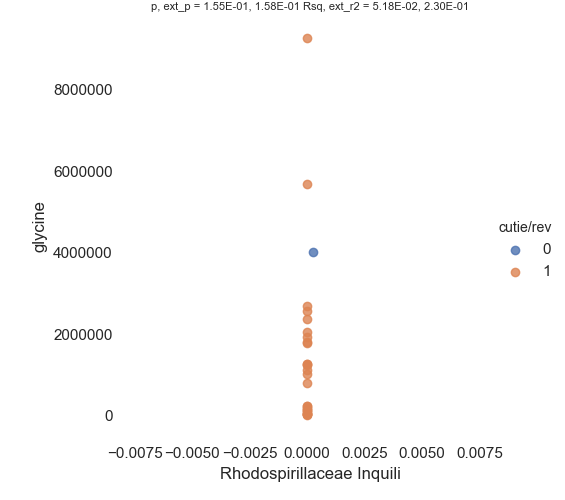 p, ext_p = 1.55E-01, 1.58E-01 Rsq, ext_r2 = 5.18E-02, 2.30E-01
8000000
6000000
4000000
2000000
0
glycine
cutie/rev
0
1
−0.0075 −0.0050 −0.0025 0.0000 0.0025 0.0050 0.0075
Rhodospirillaceae Inquili